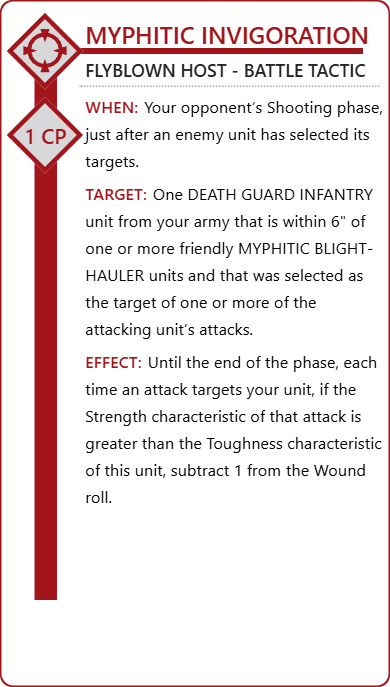 MYPHITIC INVIGORATION
FLYBLOWN HOST - BATTLE TACTIC
WHEN: Your opponent's Shooting phase,
1 CP
just after an enemy unit has selected its
targets.
TARGET: One DEATH GUARD INFANTRY
unit from your army that is within 6" of
one or more friendly MYPHITIC BLIGHT-
HAULER units and that was selected as
the target of one or more of the
attacking unit's attacks.
EFFECT: Until the end of the phase, each
time an attack targets your unit, if the
Strength characteristic of that attack is
greater than the Toughness characteristic
of this unit, subtract 1 from the Wound
roll.